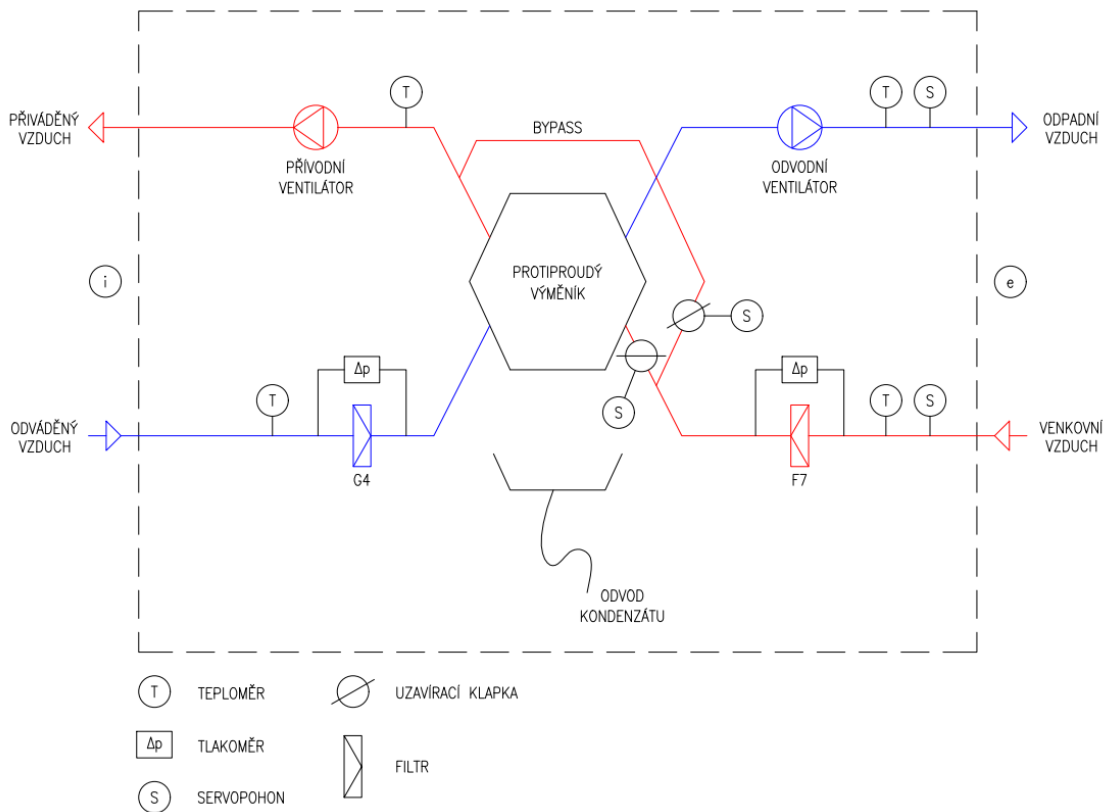 T
T
S
PŘIVÁDĚNÝ
VZDUCH
BYPASS
ODPADNÍ
VZDUCH
PŘÍVODNÍ
VENTILÁTOR
ODVODNÍ
VENTILÁTOR
i
PROTIPROUDÝ
VÝMĚNÍK
e
S
Δp
Δp
T
S
T
S
ODVÁDĚNÝ
VZDUCH
VENKOVNÍ
VZDUCH
G4
F7
ODVOD
KONDENZÁTU
T TEPLOMĚR
UZAVÍRACÍ KLAPKA
Δp TLAKOMĚR
FILTR
S SERVOPOHON